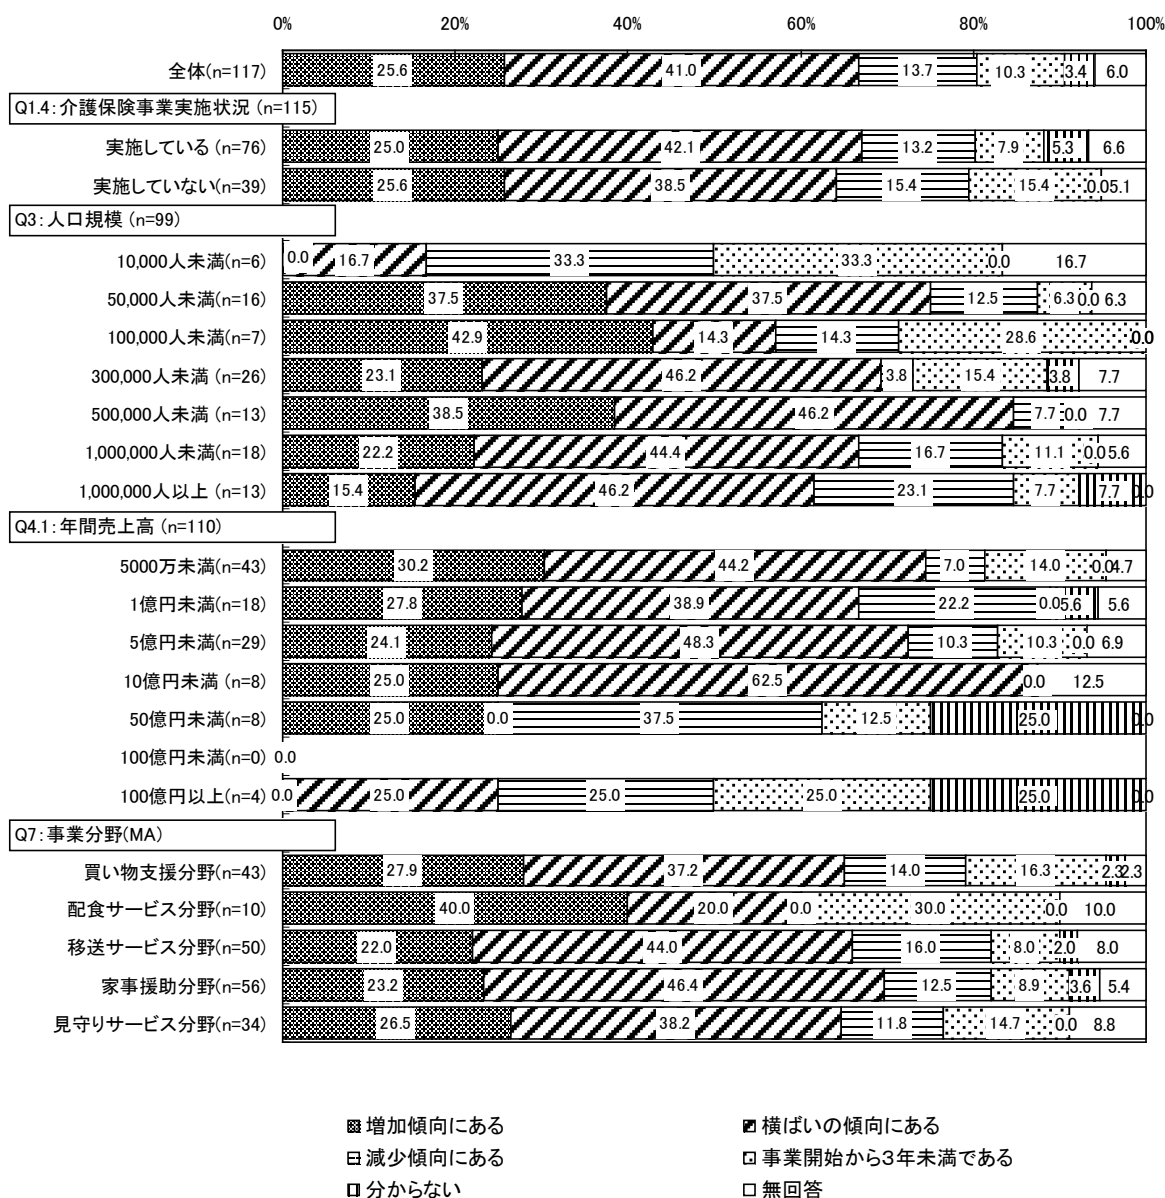 0% 20% 40% 60% 80% 100%
全体(n=117) 25.6 41.0 13.7 10.3 3.4 6.0
Q1.4:介護保険事業実施状況 (n=115)
実施している (n=76) 25.0 42.1 13.2 7.9 5.3 6.6
実施していない(n=39) 25.6 38.5 15.4 15.4 0.0 5.1
Q3:人口規模 (n=99)
10,000人未満(n=6) 0.0 16.7 33.3 33.3 0.0 16.7
50,000人未満(n=16) 37.5 37.5 12.5 6.3 0.0 6.3
100,000人未満(n=7) 42.9 14.3 14.3 28.6 0.0
300,000人未満 (n=26) 23.1 46.2 3.8 15.4 3.8 7.7
500,000人未満 (n=13) 38.5 46.2 7.7 0.0 7.7
1,000,000人未満(n=18) 22.2 44.4 16.7 11.1 0.0 5.6
1,000,000人以上 (n=13) 15.4 46.2 23.1 7.7 7.7 0.0
Q4.1:年間売上高 (n=110)
5000万未満(n=43) 30.2 44.2 7.0 14.0 0.0 4.7
1億円未満(n=18) 27.8 38.9 22.2 0.0 5.6 5.6
5億円未満(n=29) 24.1 48.3 10.3 10.3 0.0 6.9
10億円未満 (n=8) 25.0 62.5 0.0 12.5
50億円未満(n=8) 25.0 0.0 37.5 12.5 25.0 0.0
100億円未満(n=0) 0.0
100億円以上(n=4) 0.0 25.0 25.0 25.0 25.0 0.0
Q7:事業分野(MA)
買い物支援分野(n=43) 27.9 37.2 14.0 16.3 2.3 2.3
配食サービス分野(n=10) 40.0 20.0 0.0 30.0 0.0 10.0
移送サービス分野(n=50) 22.0 44.0 16.0 8.0 2.0 8.0
家事援助分野(n=56) 23.2 46.4 12.5 8.9 3.6 5.4
見守りサービス分野(n=34) 26.5 38.2 11.8 14.7 0.0 8.8
増加傾向にある 横ばいの傾向にある
減少傾向にある 事業開始から3年未満である
分からない 無回答